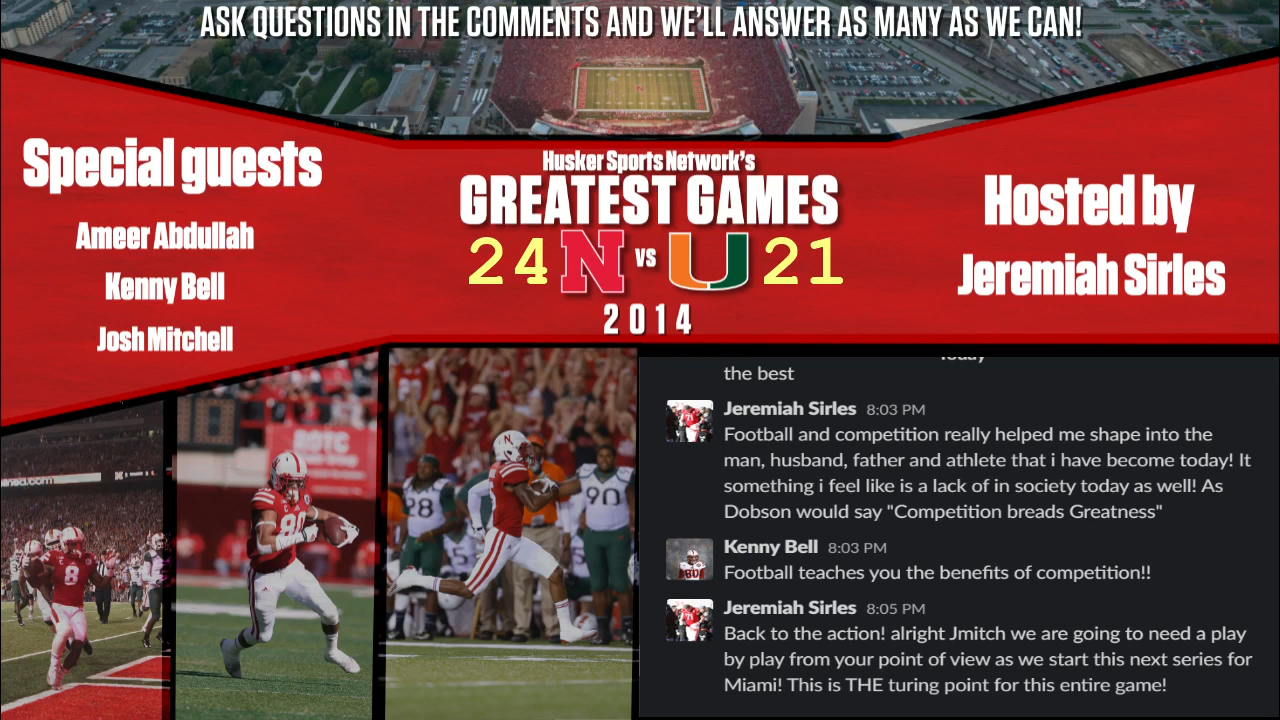 ASK QUESTIONS IN THE COMMENTS AND WE'LL ANSWER AS MANY AS WE CAN!
Special guests
Ameer Abdullah
Kenny Bell
Josh Mitchell
Husker Sports Network's
GREATEST GAMES
24 N vs U 21
2014
Hosted by
Jeremiah Sirles
8
80
ROTC
28
90
Today
the best
Jeremiah Sirles 8:03 PM
Football and competition really helped me shape into the
man, husband, father and athlete that i have become today! It
something i feel like is a lack of in society today as well! As
Dobson would say "Competition breads Greatness"
Kenny Bell 8:03 PM
Football teaches you the benefits of competition!!
Jeremiah Sirles 8:05 PM
Back to the action! alright Jmitch we are going to need a play
by play from your point of view as we start this next series for
Miami! This is THE turing point for this entire game!